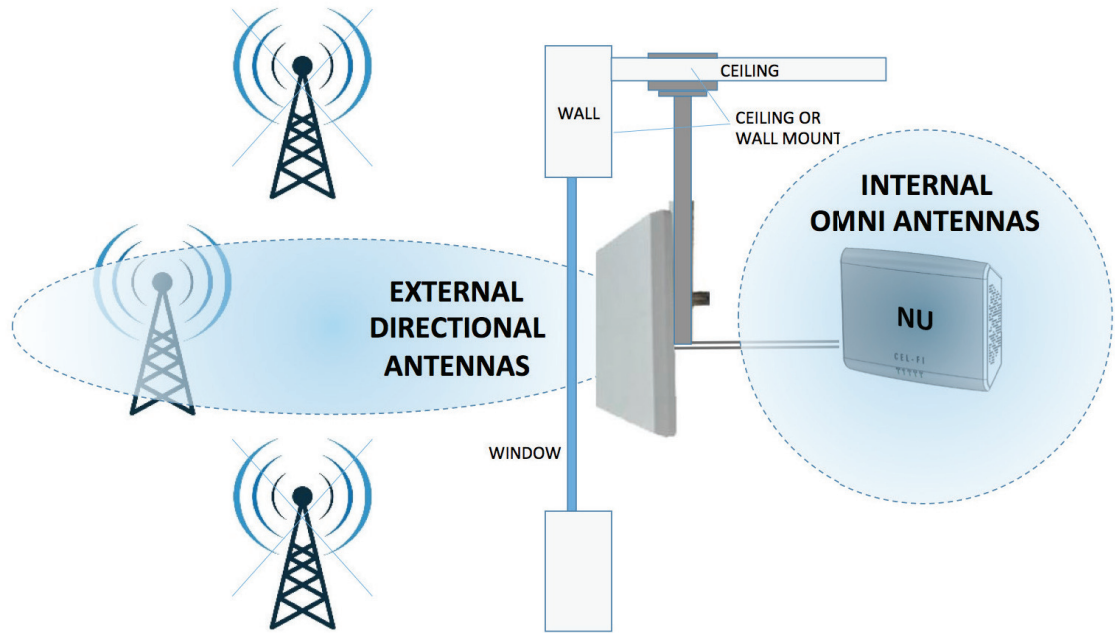 CEILING
WALL
CEILING OR
WALL MOUNT
INTERNAL
OMNI ANTENNAS
EXTERNAL
DIRECTIONAL
ANTENNAS
NU
CEL-FI
WINDOW